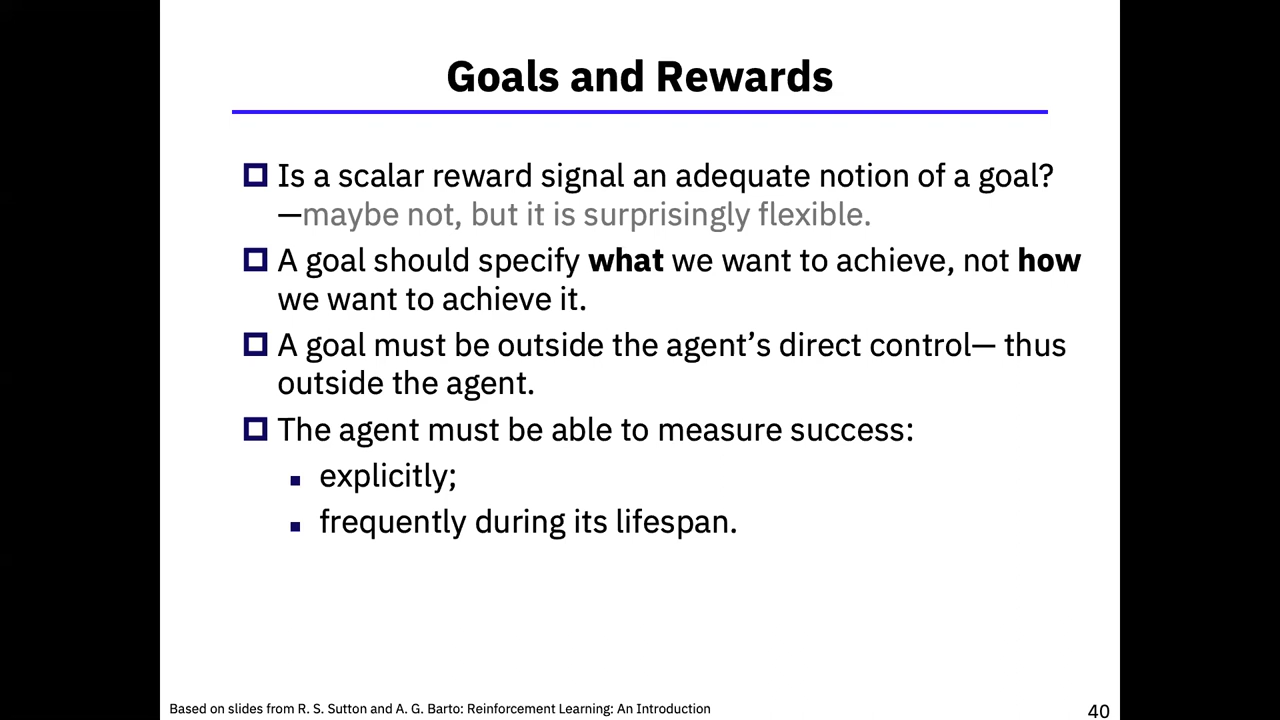 Goals and Rewards
Is a scalar reward signal an adequate notion of a goal?
—maybe not, but it is surprisingly flexible.
A goal should specify what we want to achieve, not how
we want to achieve it.
A goal must be outside the agent’s direct control— thus
outside the agent.
The agent must be able to measure success:
explicitly;
frequently during its lifespan.
Based on slides from R. S. Sutton and A. G. Barto: Reinforcement Learning: An Introduction
40